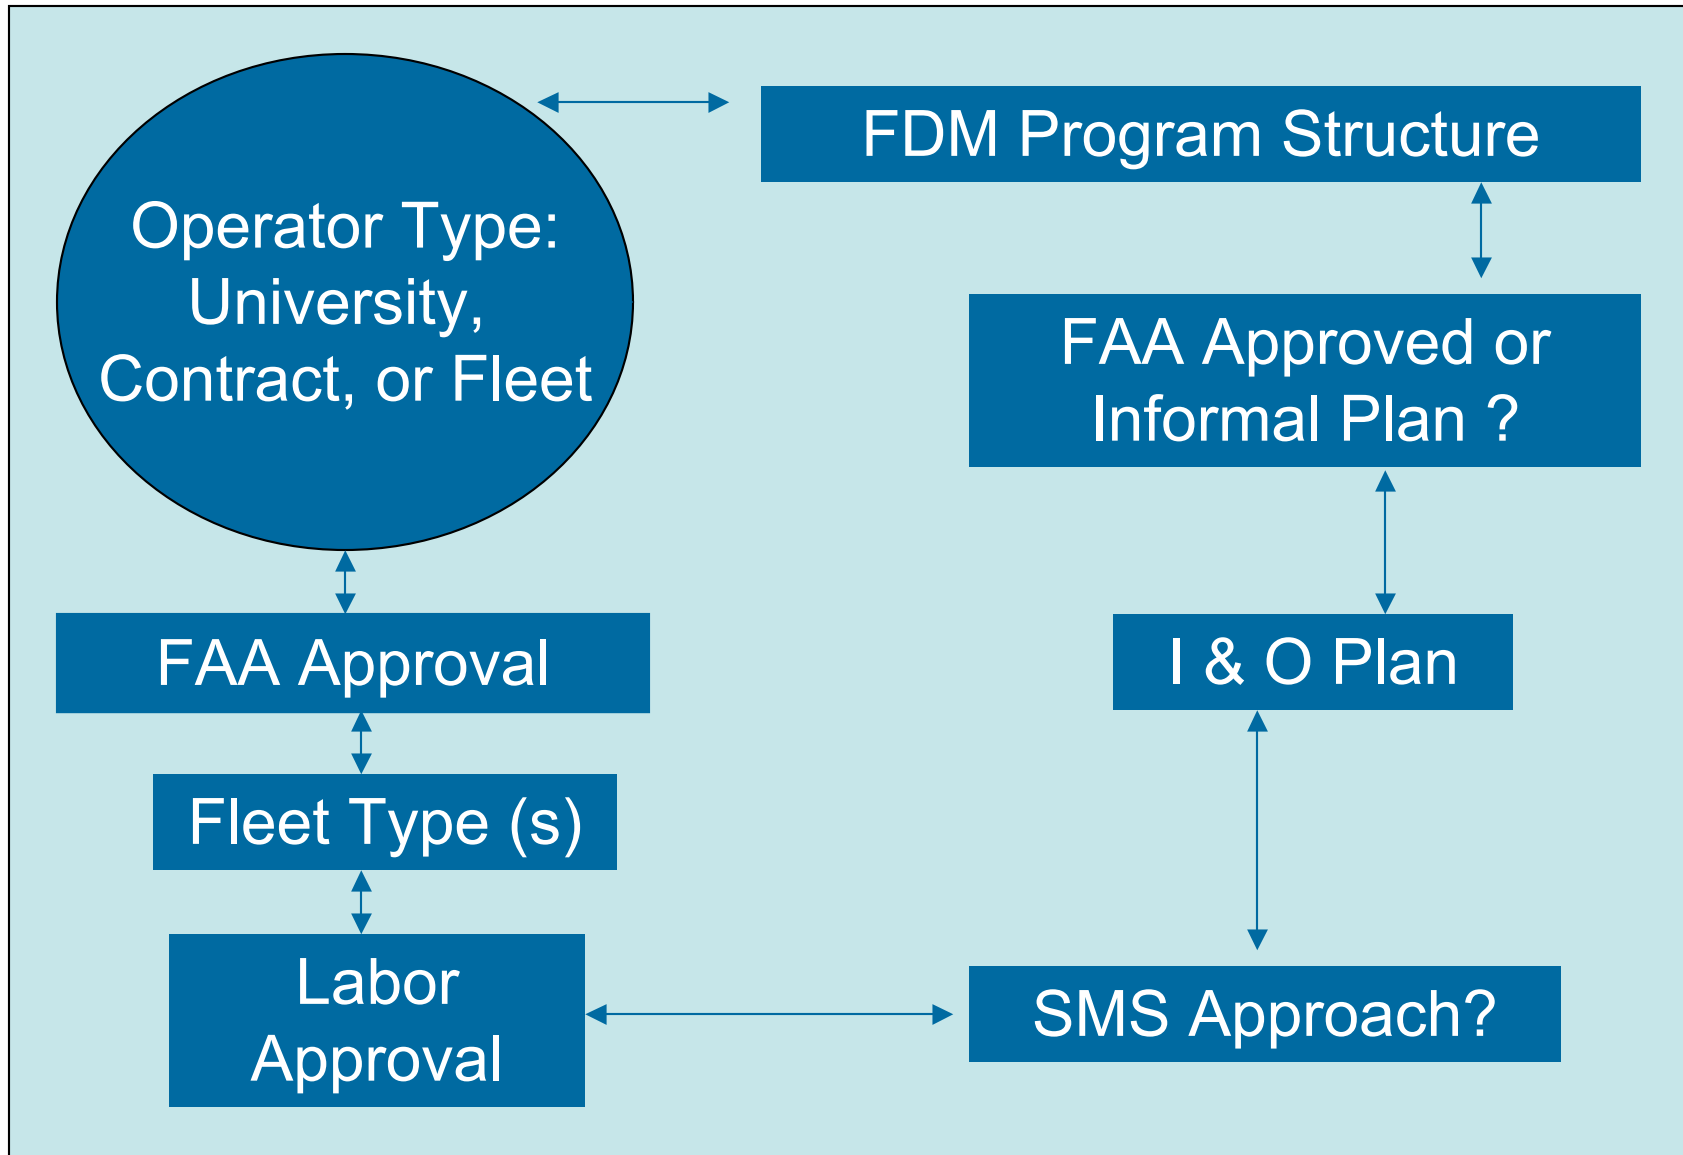 Operator Type:
University,
Contract, or Fleet
FDM Program Structure
FAA Approved or
Informal Plan ?
FAA Approval
I & O Plan
Fleet Type (s)
Labor
Approval
SMS Approach?